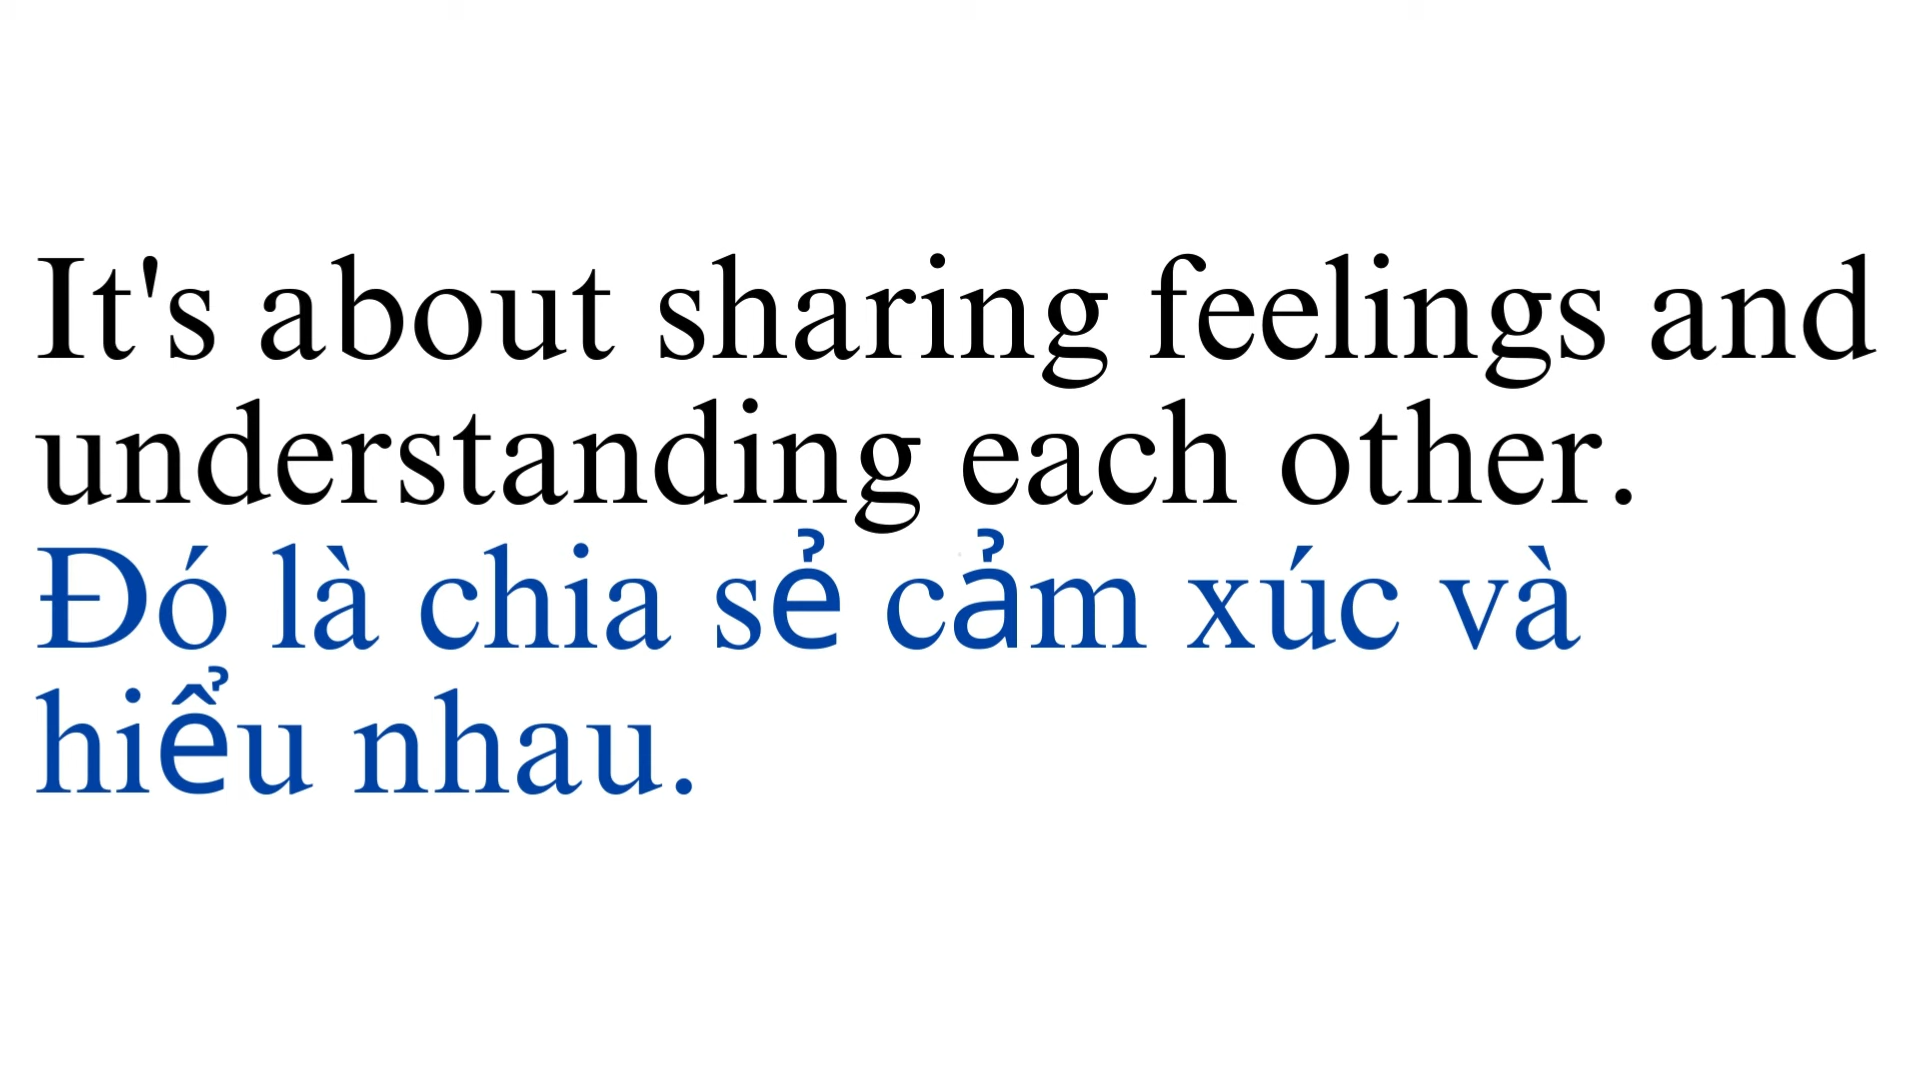 It's about sharing feelings and
understanding each other.
Đó là chia sẻ cảm xúc và
hiểu nhau.